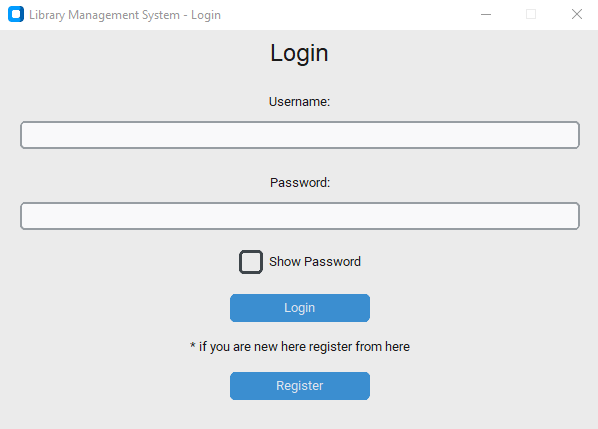 Library Management System - Login
Login
Username:
Password:
Show Password
Login
* if you are new here register from here
Register